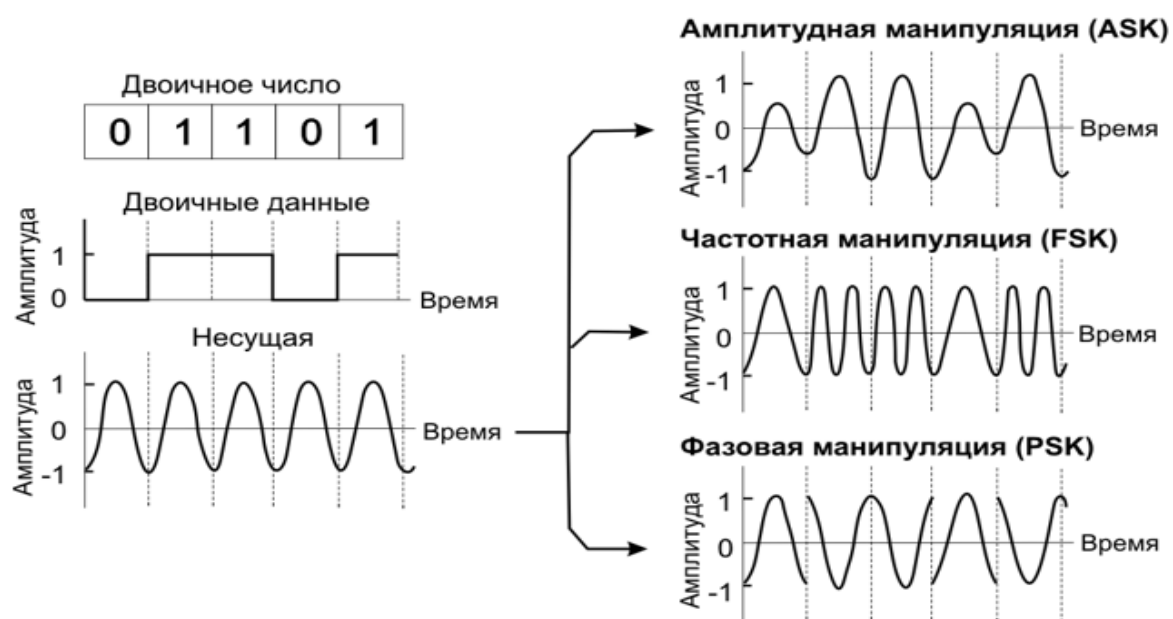 Двоичное число
0 1 1 0 1
Двоичные данные
Амплитуда
1
0
Время
Несущая
Амплитуда
1
0
-1
Время
Амплитудная манипуляция (ASK)
Амплитуда
1
0
-1
Время
Частотная манипуляция (FSK)
Амплитуда
1
0
-1
Время
Фазовая манипуляция (PSK)
Амплитуда
1
0
-1
Время